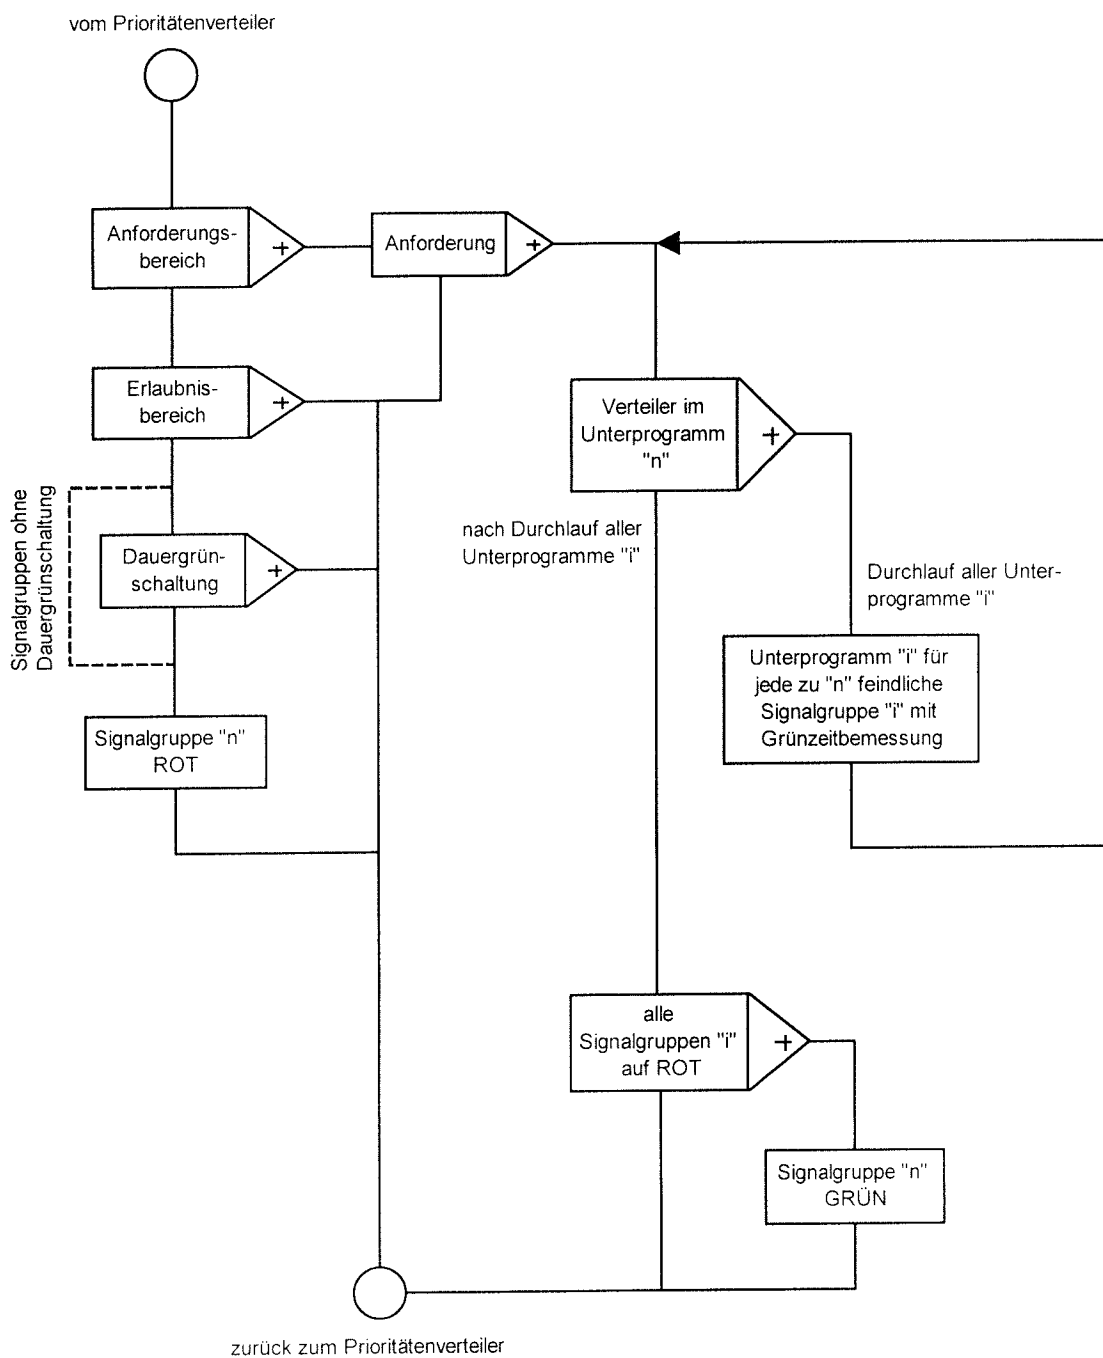 vom Prioritätenverteiler
Anforderungs-
bereich
+
Anforderung
+
Erlaubnis-
bereich
+
Verteiler im
Unterprogramm
"n"
+
Signalgruppen ohne
Dauergrünschaltung
nach Durchlauf aller
Unterprogramme "i"
Dauergrün-
schaltung
+
Durchlauf aller Unter-
programme "i"
Unterprogramm "i" für
jede zu "n" feindliche
Signalgruppe "i" mit
Grünzeitbemessung
Signalgruppe "n"
ROT
alle
Signalgruppen "i"
auf ROT
+
Signalgruppe "n"
GRÜN
zurück zum Prioritätenverteiler